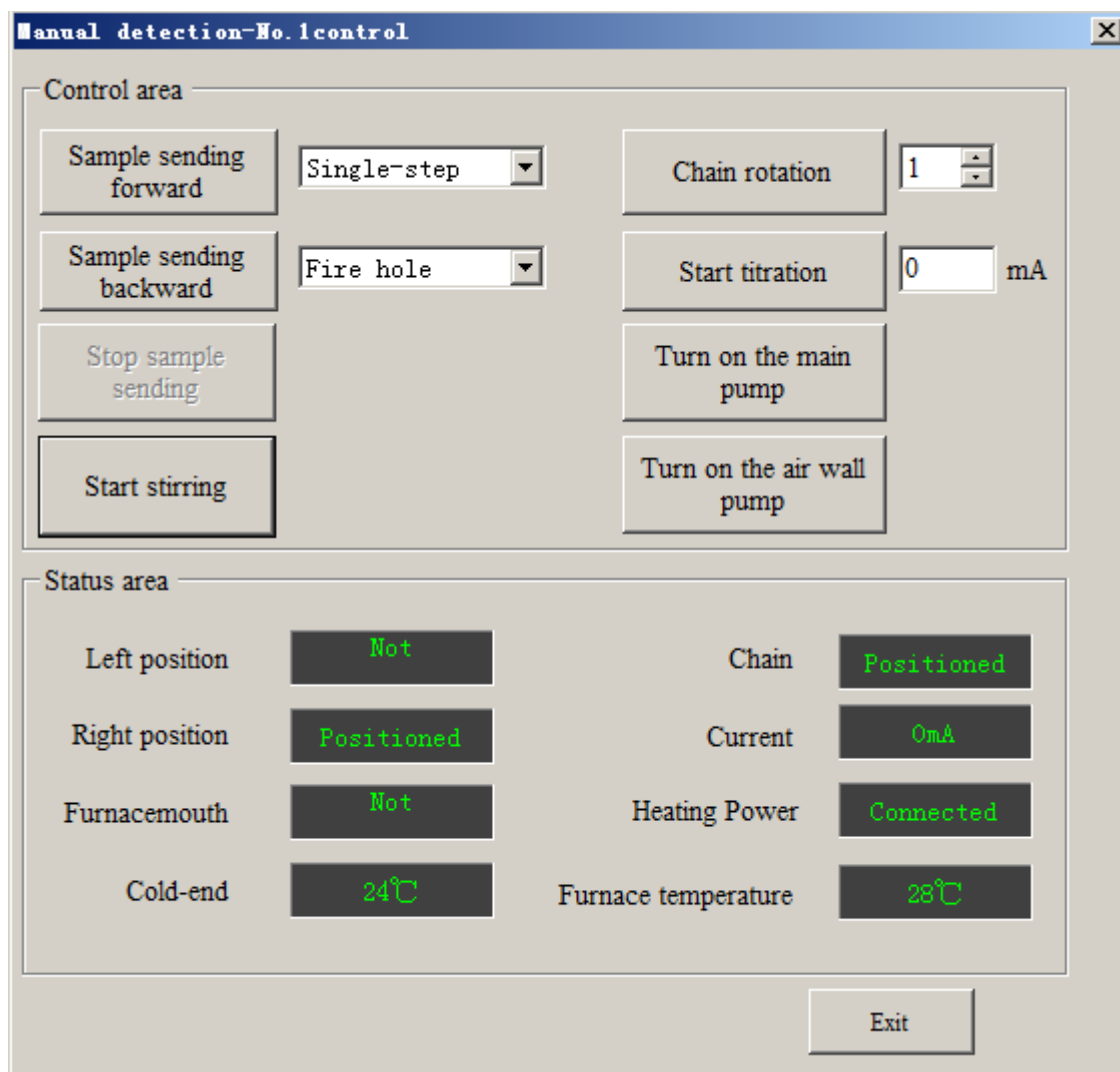 Manual detection-No.1control
Control area
Sample sending
forward
Single-step
Chain rotation
1
Sample sending
backward
Fire hole
Start titration
0
mA
Stop sample
sending
Turn on the main
pump
Start stirring
Turn on the air wall
pump
Status area
Left position
Not
Chain
Positioned
Right position
Positioned
Current
0mA
Furnacemouth
Not
Heating Power
Connected
Cold-end
24℃
Furnace temperature
28℃
Exit